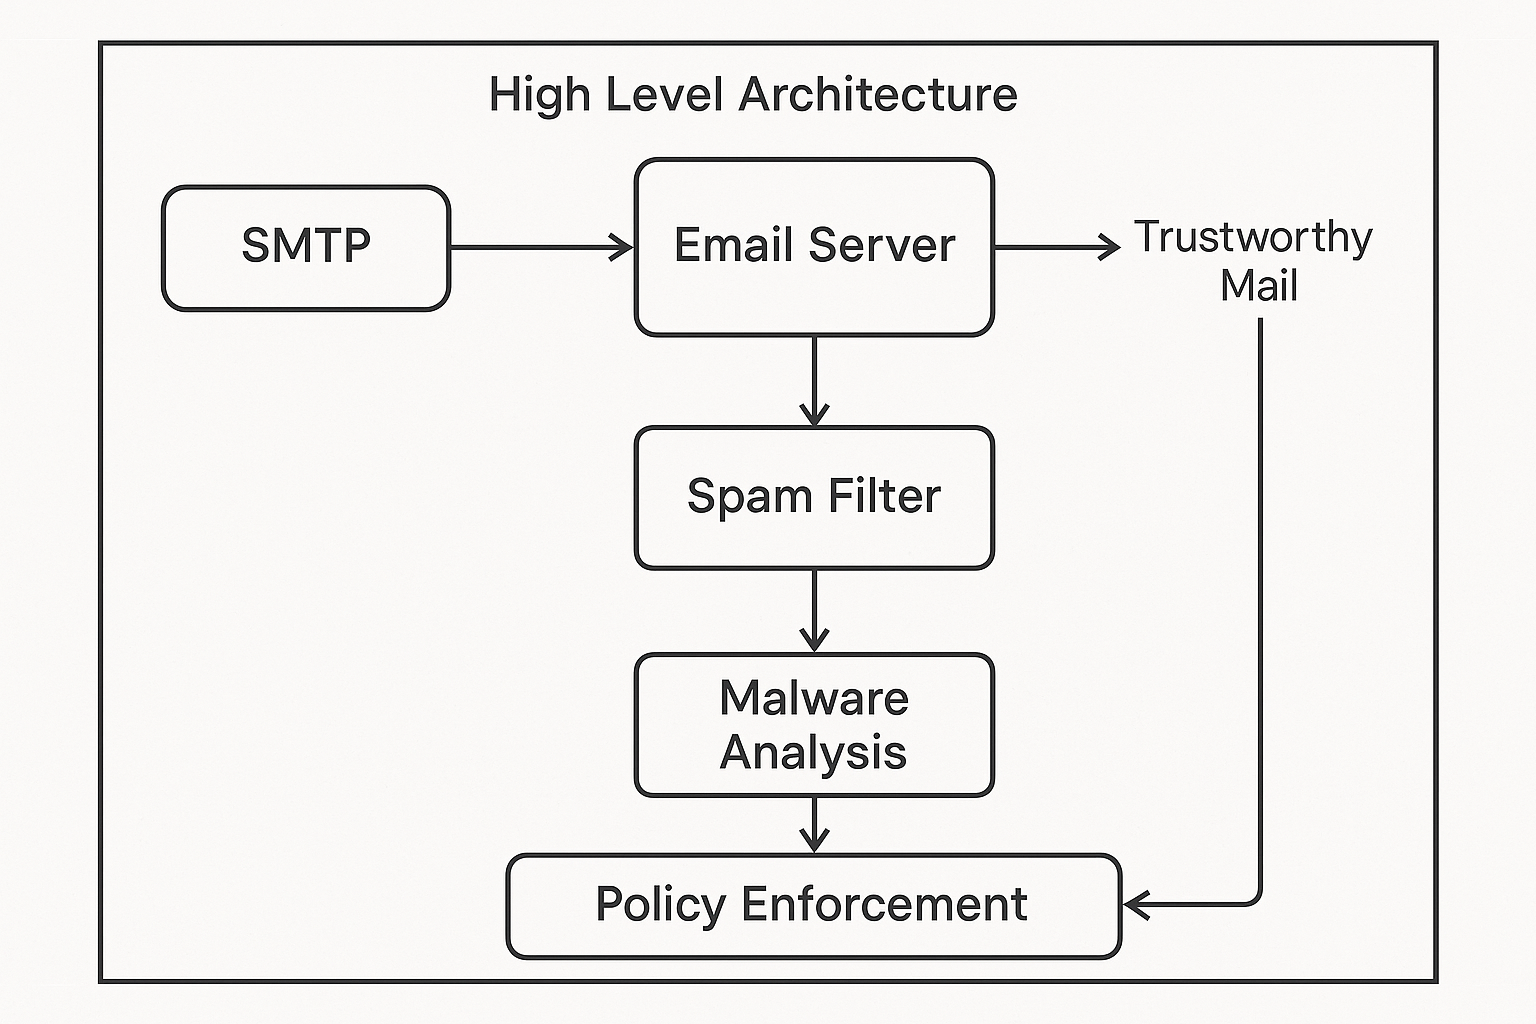 High Level Architecture
SMTP
Email Server
Trustworthy
Mail
Spam Filter
Malware
Analysis
Policy Enforcement